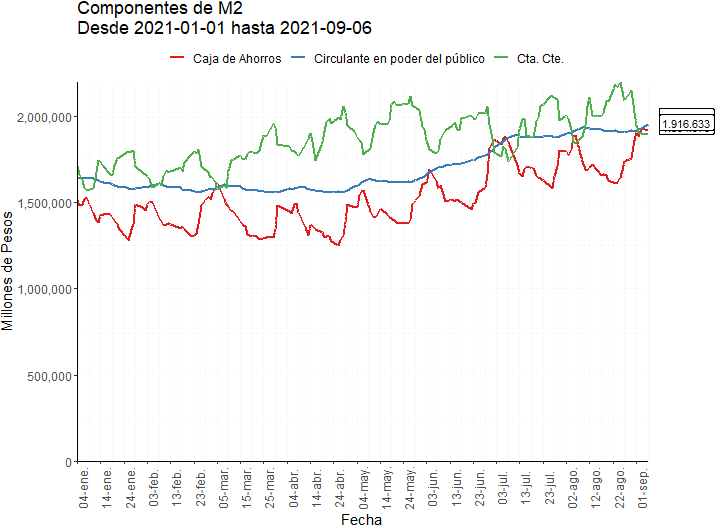 Componentes de M2
Desde 2021-01-01 hasta 2021-09-06
Caja de Ahorros Circulante en poder del público Cta. Cte.
Millones de Pesos
2,000,000
1,500,000
1,000,000
500,000
0
1.916.633
04-ene. 14-ene. 24-ene. 03-feb. 13-feb. 23-feb. 05-mar. 15-mar. 25-mar. 04-abr. 14-abr. 24-abr. 04-may. 14-may. 24-may. 03-jun. 13-jun. 23-jun. 03-jul. 13-jul. 23-jul. 02-ago. 12-ago. 22-ago. 01-sep.
Fecha